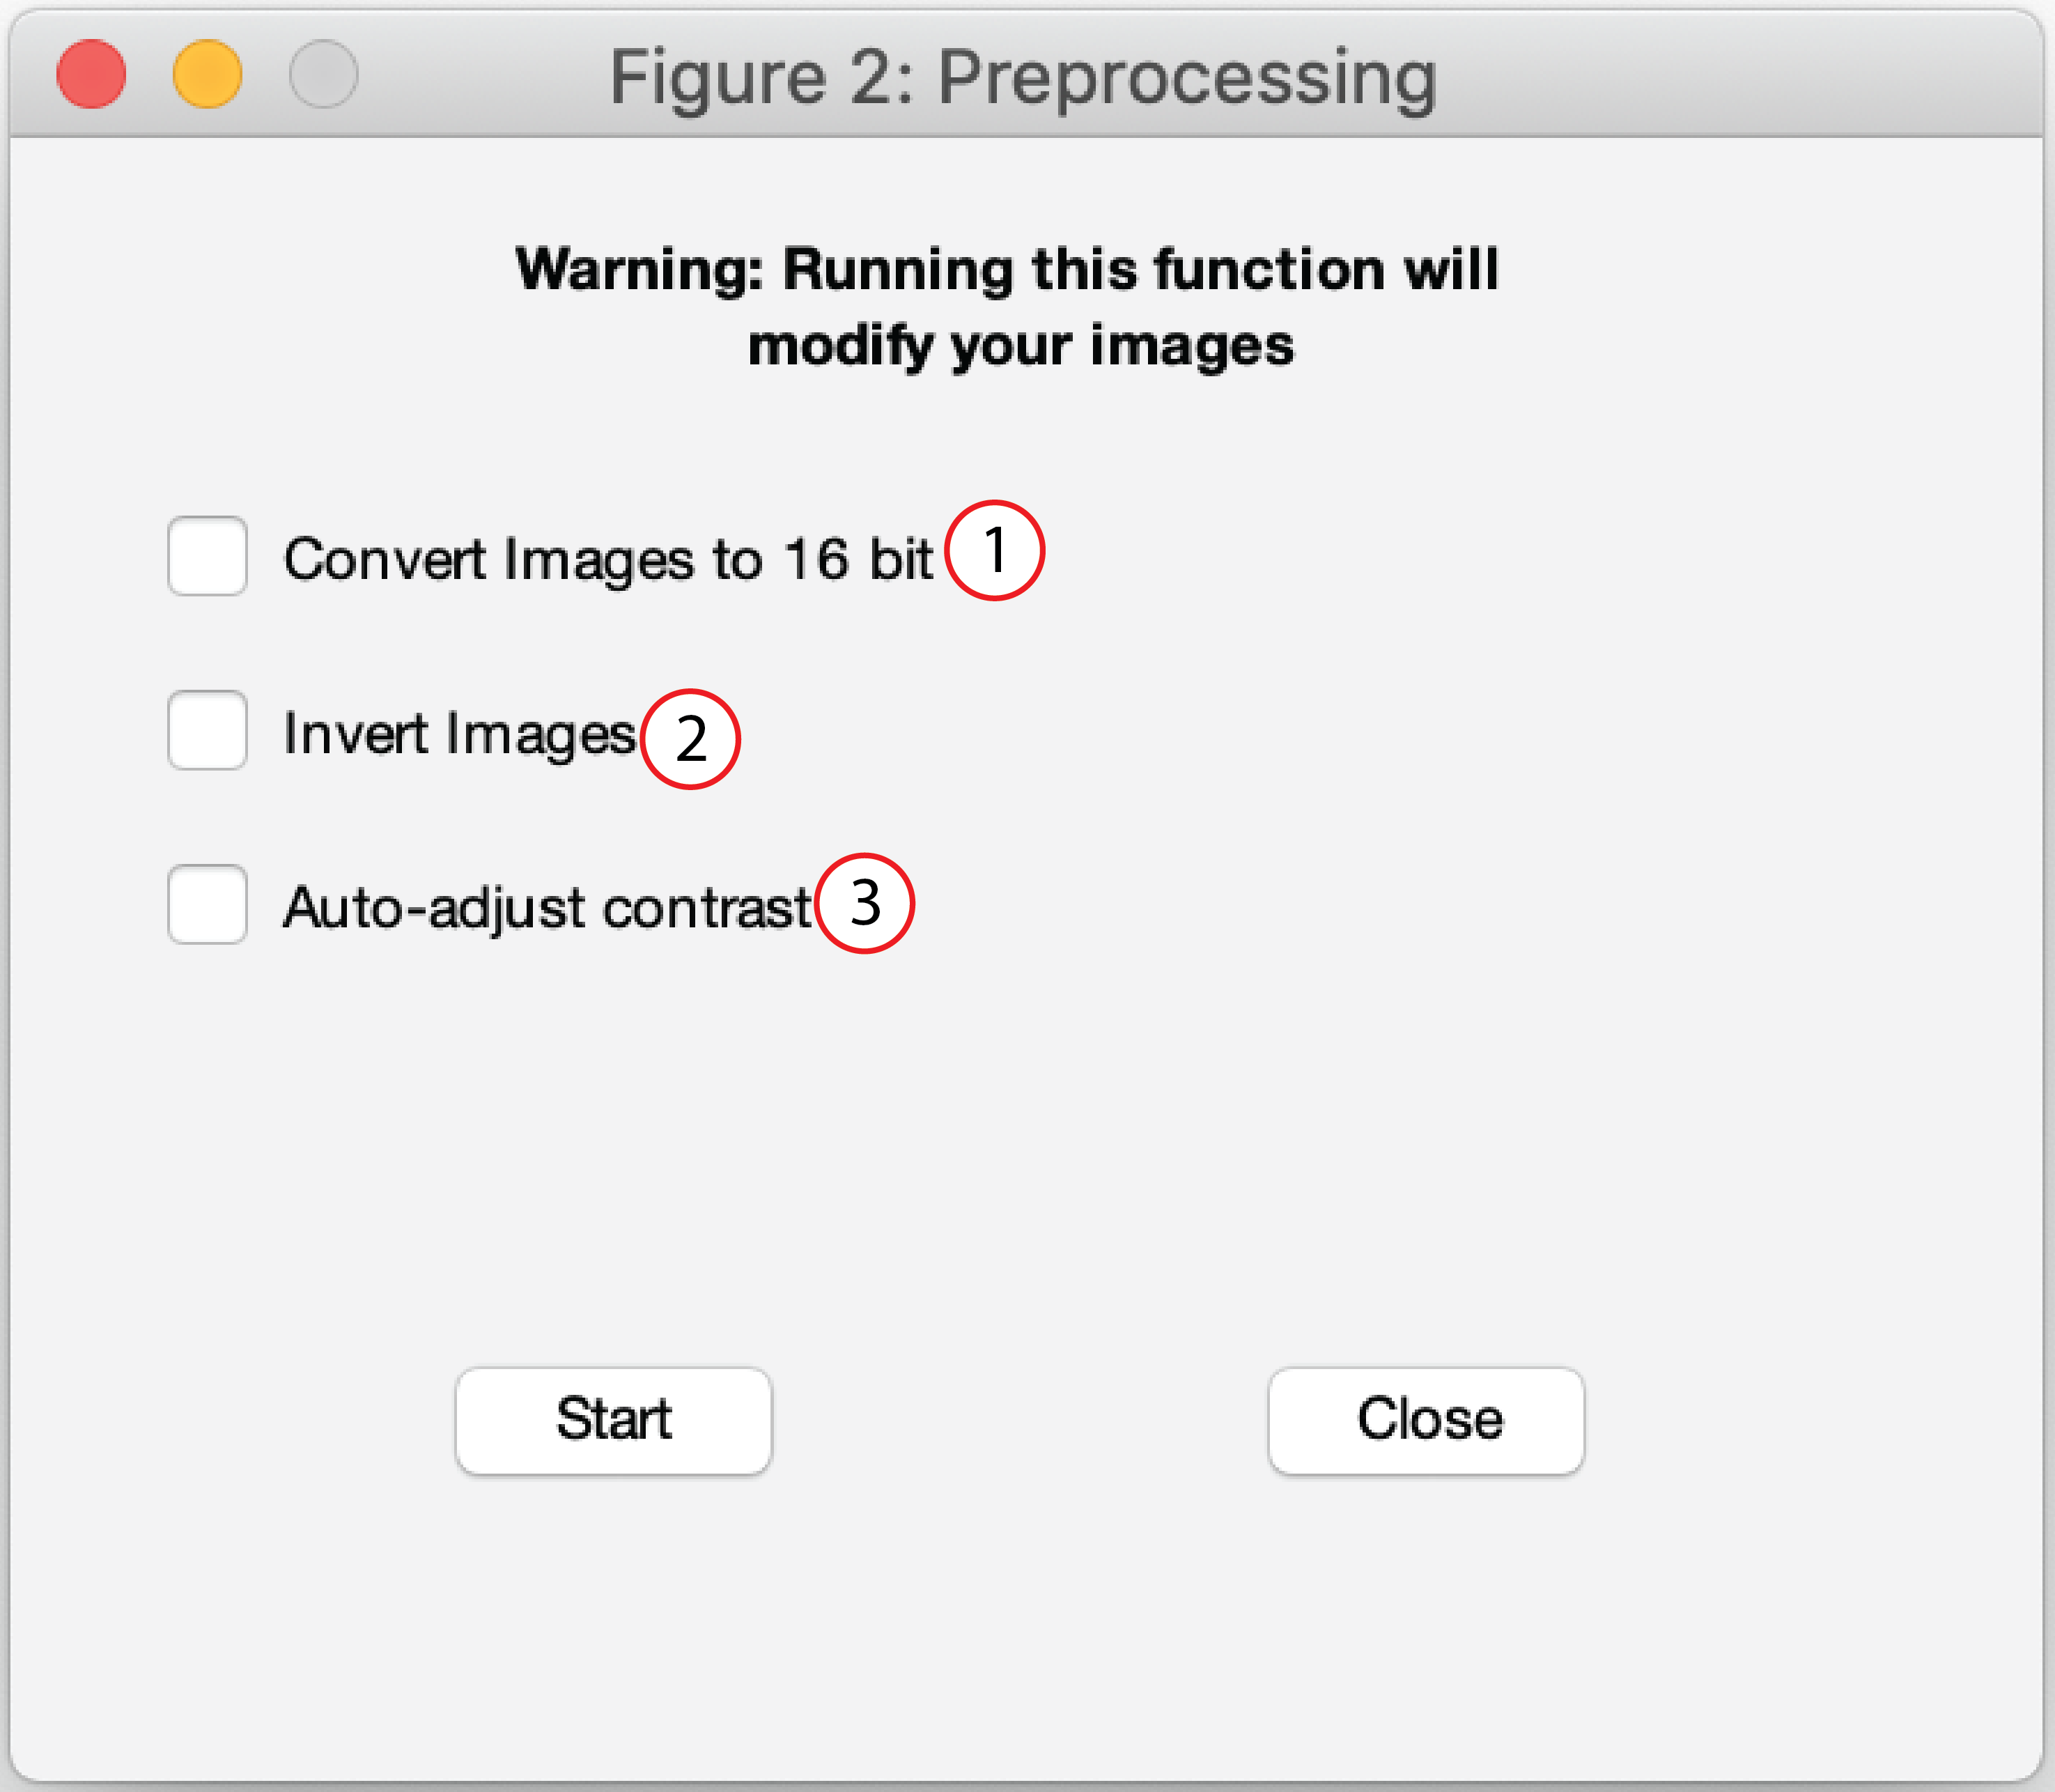 Figure 2: Preprocessing
Warning: Running this function will
modify your images
Convert Images to 16 bit 1
Invert Images 2
Auto-adjust contrast 3
Start Close